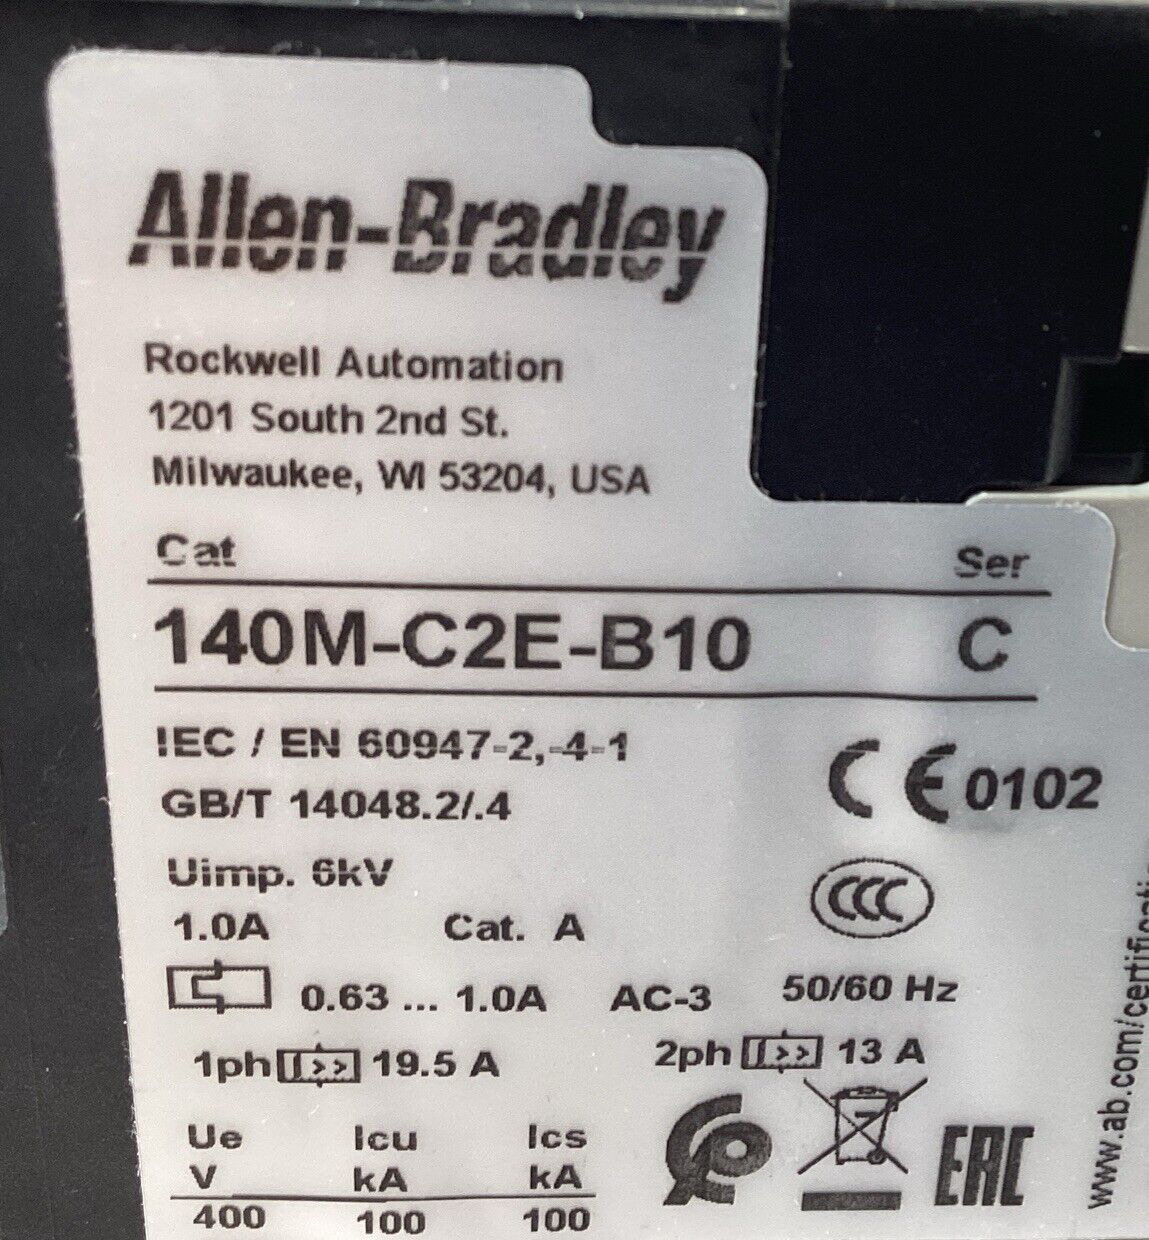 Allen-Bradley
Rockwell Automation
1201 South 2nd St.
Milwaukee, WI 53204, USA
Cat Ser
140M-C2E-B10 C
IEC / EN 60947-2,-4-1
GB/T 14048.2/.4
CE 0102
Uimp. 6kV
CCC
1.0A Cat. A
0.63 ... 1.0A AC-3 50/60 Hz
1ph >> 19.5 A 2ph >> 13 A
Ue Icu Ics
V kA kA
400 100 100
EAC
www.ab.com/certific